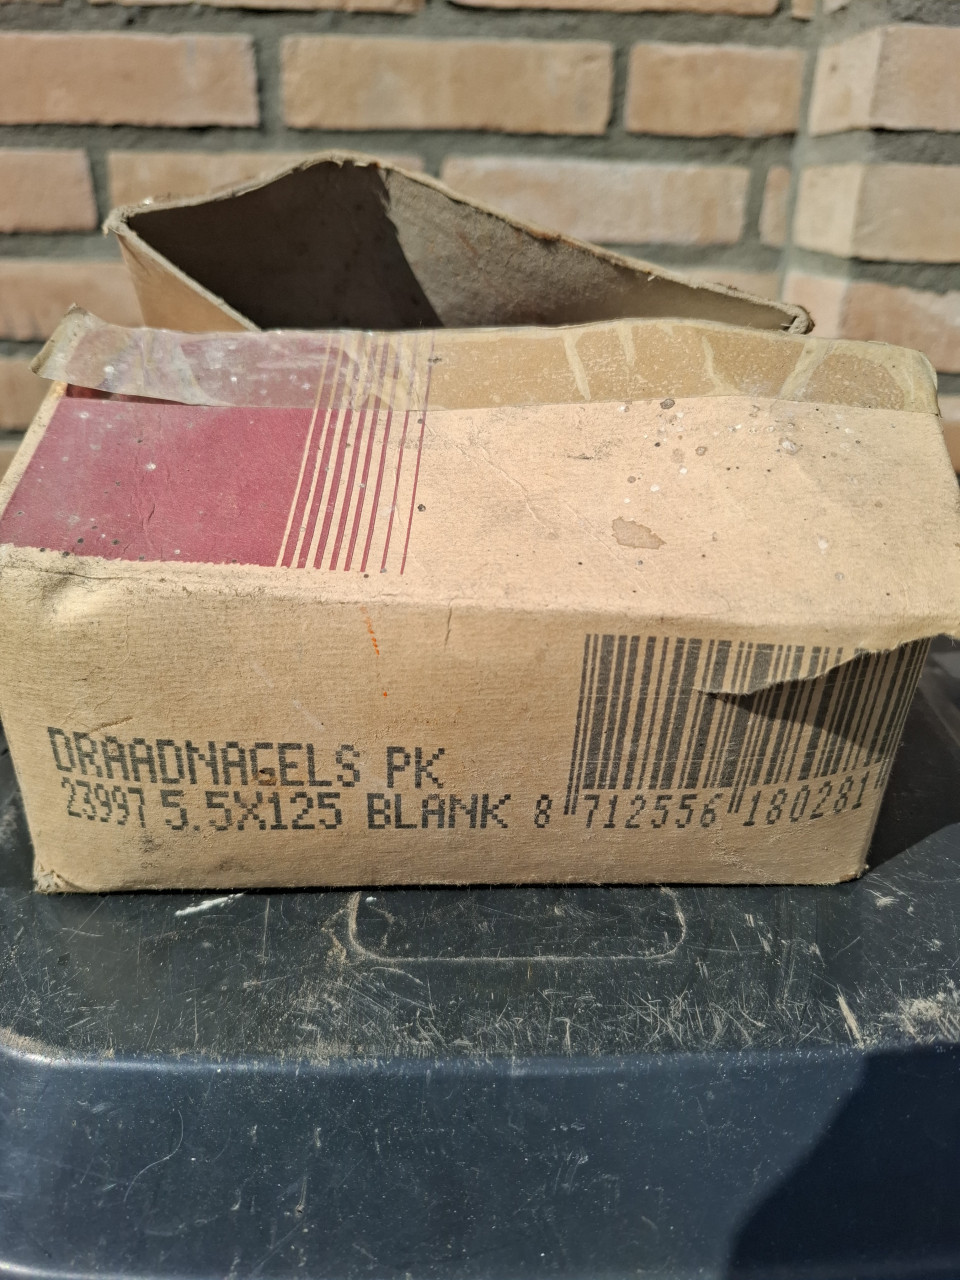 DRAADNAGELS PK
23997 5.5X125 BLANK 8 712556 180281